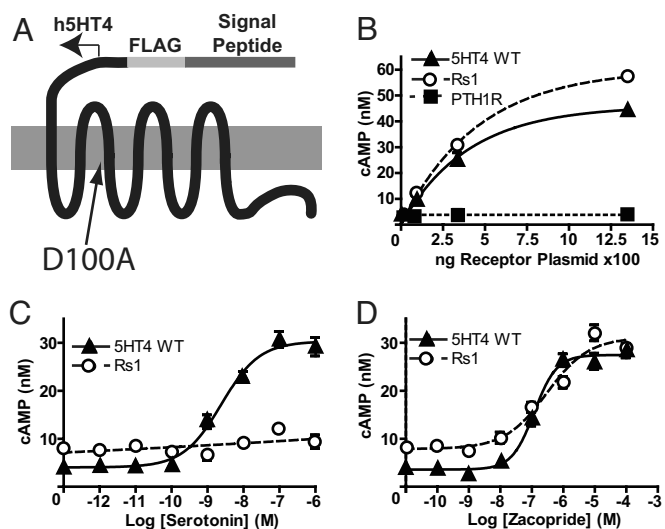 A
h5HT4
FLAG
Signal
Peptide
D100A
B
5HT4 WT
Rs1
PTH1R
cAMP (nM)
60
50
40
30
20
10
0 2.5 5.0 7.5 10.0 12.5 15
ng Receptor Plasmid x100
C
5HT4 WT
Rs1
cAMP (nM)
30
20
10
0 -12 -11 -10 -9 -8 -7 -6
Log [Serotonin] (M)
D
5HT4 WT
Rs1
cAMP (nM)
30
20
10
0 -10 -9 -8 -7 -6 -5 -4 -3
Log [Zacopride] (M)